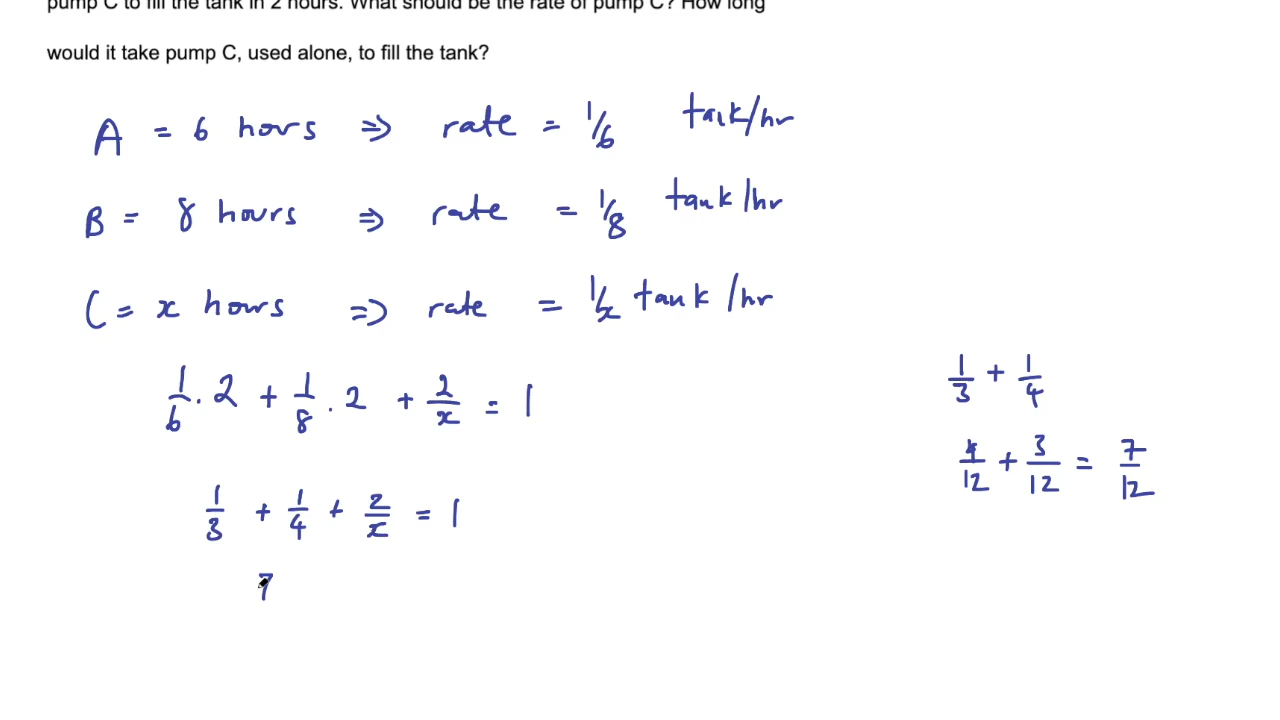 pump C to fill the tank in 2 hours. What should be the rate of pump C? How long
would it take pump C, used alone, to fill the tank?
A = 6 hours ⇒ rate = 1/6 tank/hr
B = 8 hours ⇒ rate = 1/8 tank/hr
C = x hours ⇒ rate = 1/x tank/hr
1/6 . 2 + 1/8 . 2 + 2/x = 1
1/3 + 1/4 + 2/x = 1
7
1/3 + 1/4
4/12 + 3/12 = 7/12